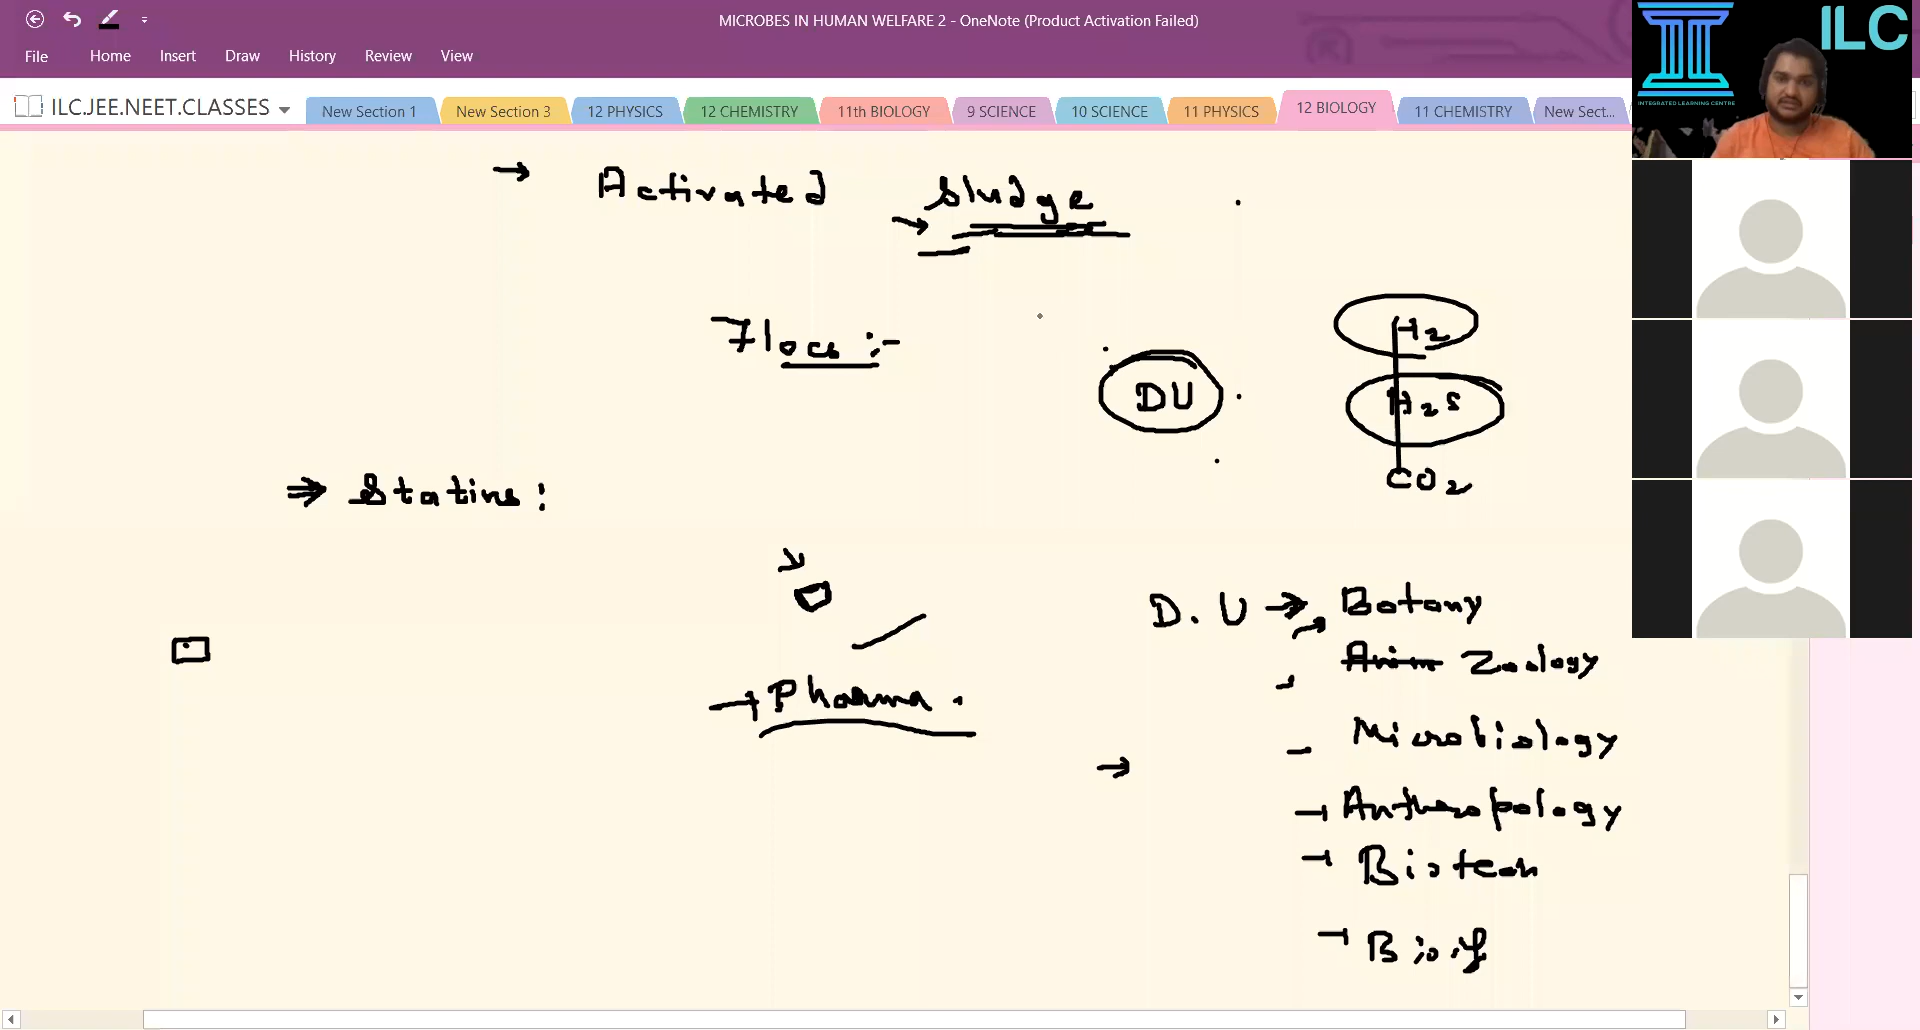 MICROBES IN HUMAN WELFARE 2 - OneNote (Product Activation Failed)
File Home Insert Draw History Review View
ILC
INTEGRATED LEARNING CENTRE
ILC.JEE.NEET.CLASSES New Section 1 New Section 3 12 PHYSICS 12 CHEMISTRY 11th BIOLOGY 9 SCIENCE 10 SCIENCE 11 PHYSICS 12 BIOLOGY 11 CHEMISTRY New Sect...
→ Activated Sludge
Flocs :-
DU
H2
H2S
CO2
⇒ Statins :
D.U → Botany
Zoology
→ Pharma .
Microbiology
Anthropology
Biotech